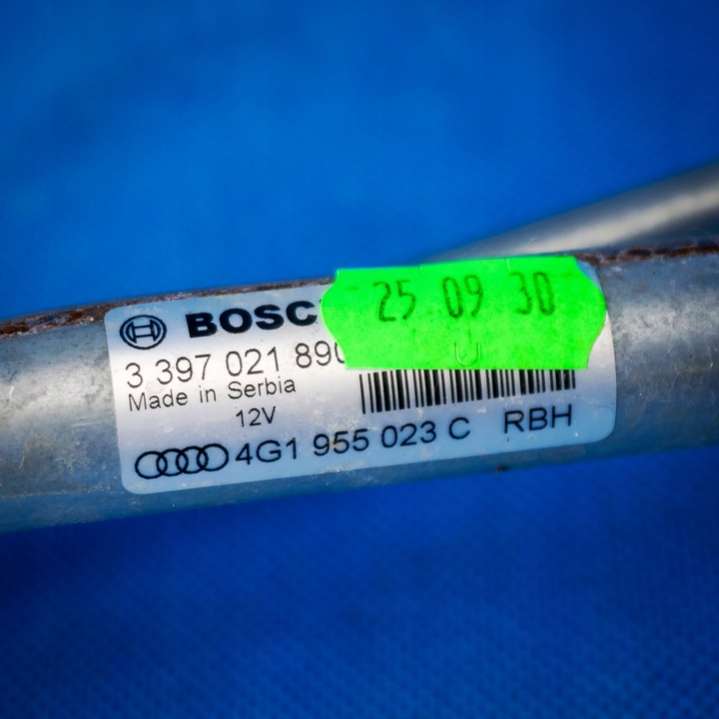 25 09 30
BOSC
3 397 021 890
Made in Serbia
12V
4G1 955 023 C RBH